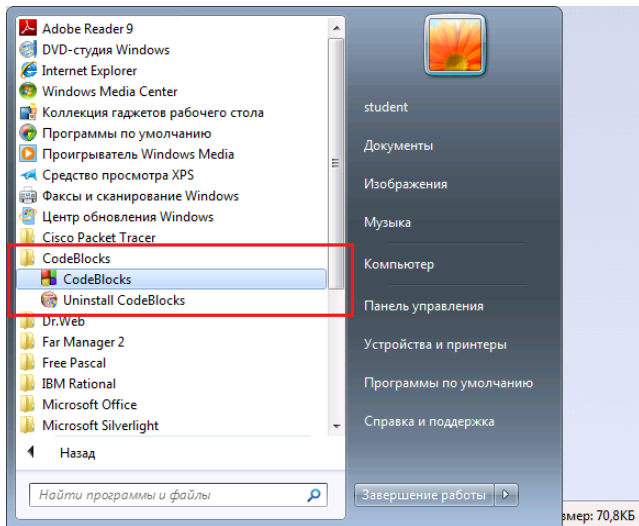 Adobe Reader 9
DVD-студия Windows
Internet Explorer
Windows Media Center
Коллекция гаджетов рабочего стола
Программы по умолчанию
Проигрыватель Windows Media
Средство просмотра XPS
Факсы и сканирование Windows
Центр обновления Windows
Cisco Packet Tracer
CodeBlocks
CodeBlocks
Uninstall CodeBlocks
Dr.Web
Far Manager 2
Free Pascal
IBM Rational
Microsoft Office
Microsoft Silverlight
Назад
Найти программы и файлы
student
Документы
Изображения
Музыка
Компьютер
Панель управления
Устройства и принтеры
Программы по умолчанию
Справка и поддержка
Завершение работы
змер: 70,8КБ